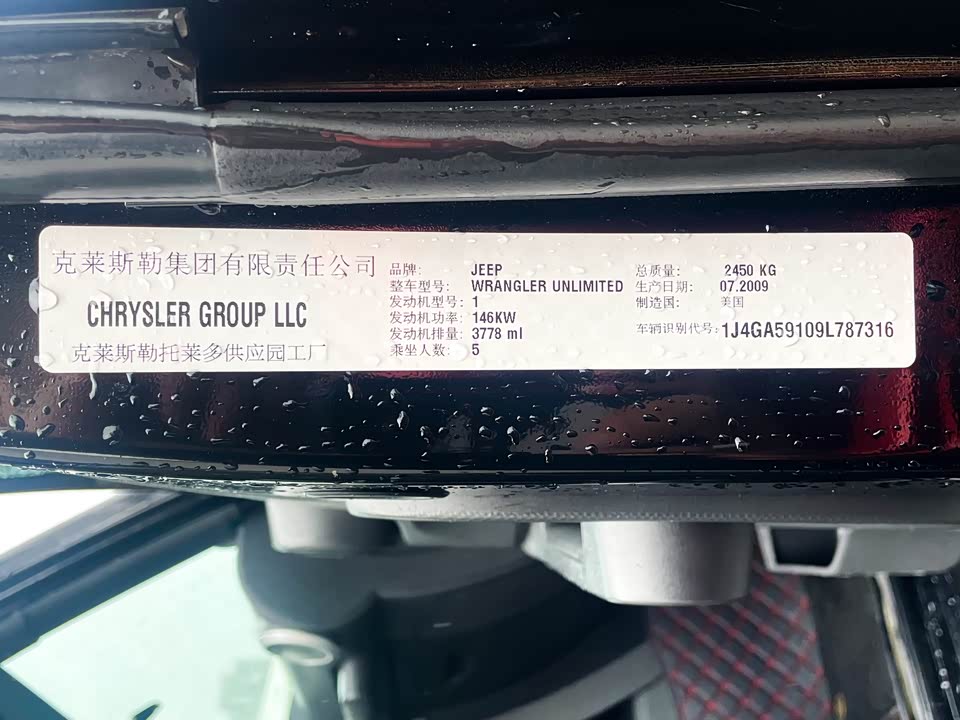 克莱斯勒集团有限责任公司
CHRYSLER GROUP LLC
克莱斯勒托莱多供应园工厂
品牌: JEEP
整车型号: WRANGLER UNLIMITED
发动机型号: 1
发动机功率: 146KW
发动机排量: 3778 ml
乘坐人数: 5
总质量: 2450 KG
生产日期: 07.2009
制造国: 美国
车辆识别代号: 1J4GA59109L787316